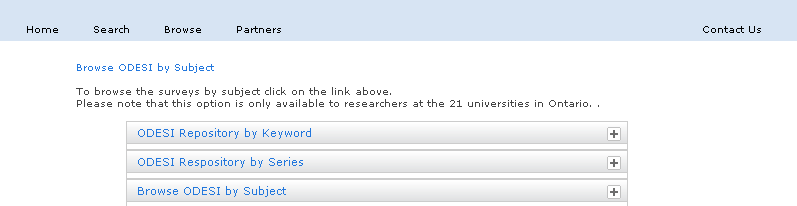 Home Search Browse Partners Contact Us
Browse ODESI by Subject
To browse the surveys by subject click on the link above.
Please note that this option is only available to researchers at the 21 universities in Ontario. .
ODESI Repository by Keyword
ODESI Respository by Series
Browse ODESI by Subject